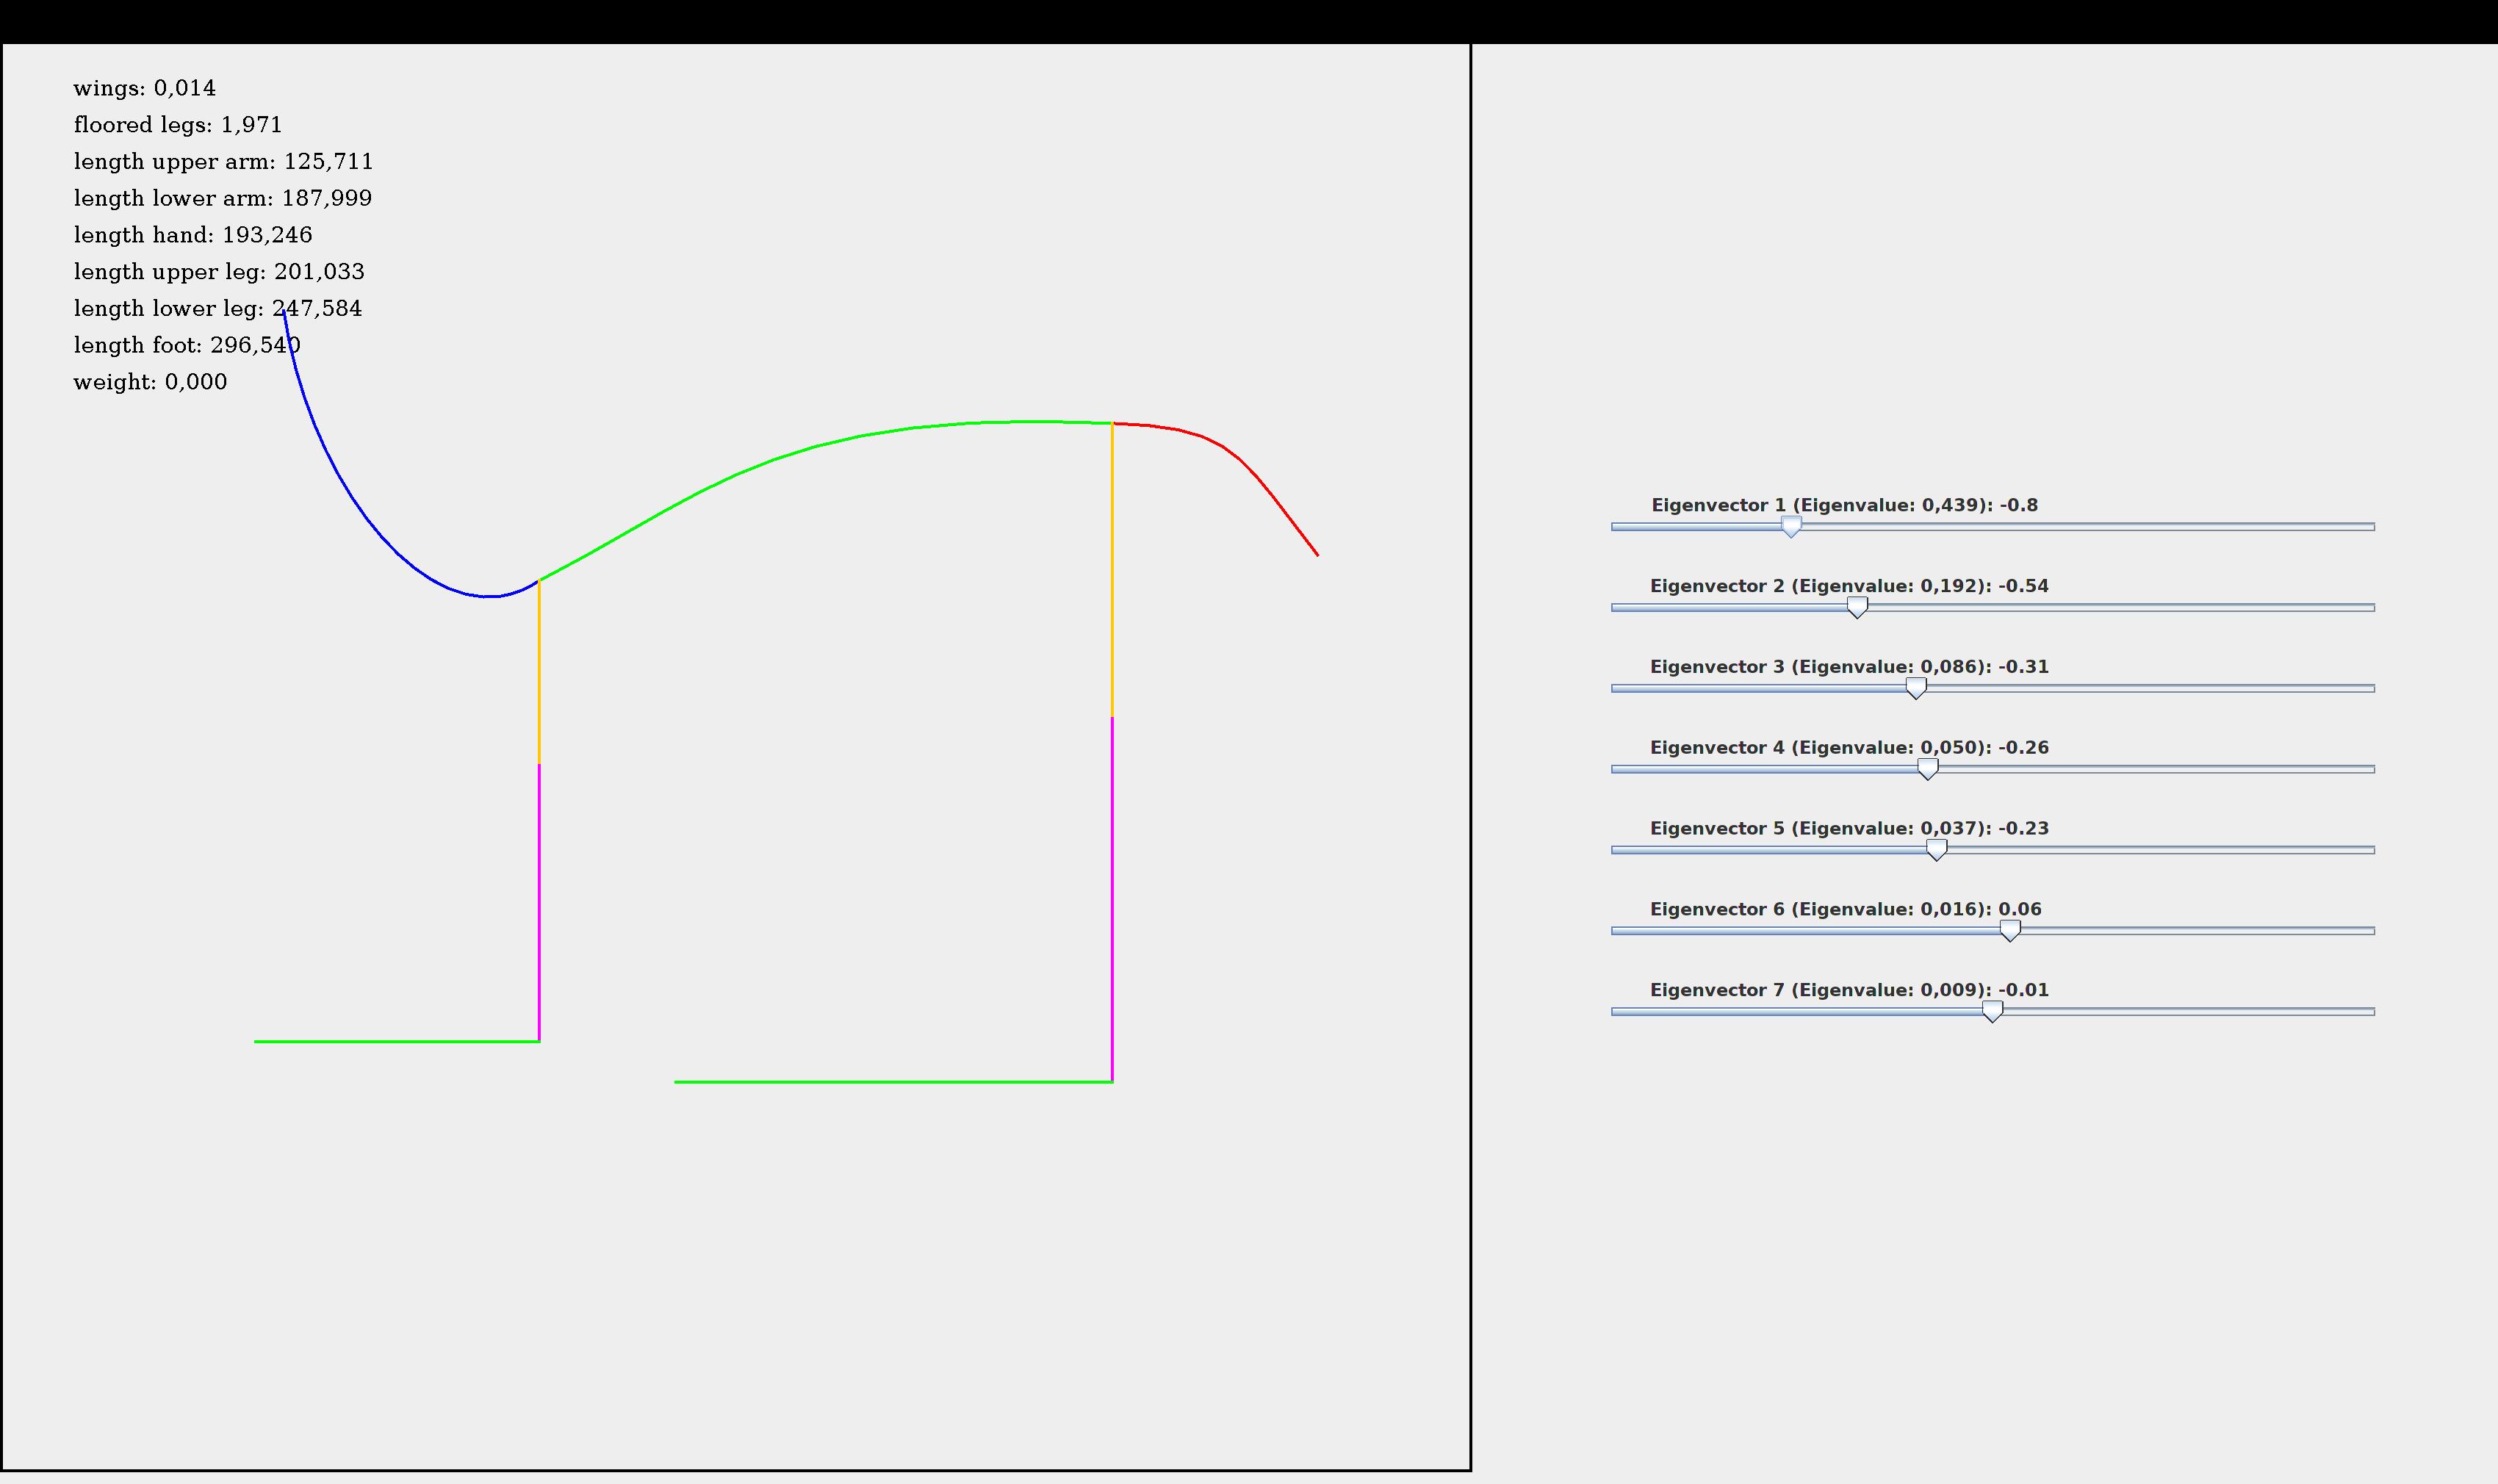 wings: 0,014
floored legs: 1,971
length upper arm: 125,711
length lower arm: 187,999
length hand: 193,246
length upper leg: 201,033
length lower leg: 247,584
length foot: 296,540
weight: 0,000
Eigenvector 1 (Eigenvalue: 0,439): -0.8
Eigenvector 2 (Eigenvalue: 0,192): -0.54
Eigenvector 3 (Eigenvalue: 0,086): -0.31
Eigenvector 4 (Eigenvalue: 0,050): -0.26
Eigenvector 5 (Eigenvalue: 0,037): -0.23
Eigenvector 6 (Eigenvalue: 0,016): 0.06
Eigenvector 7 (Eigenvalue: 0,009): -0.01